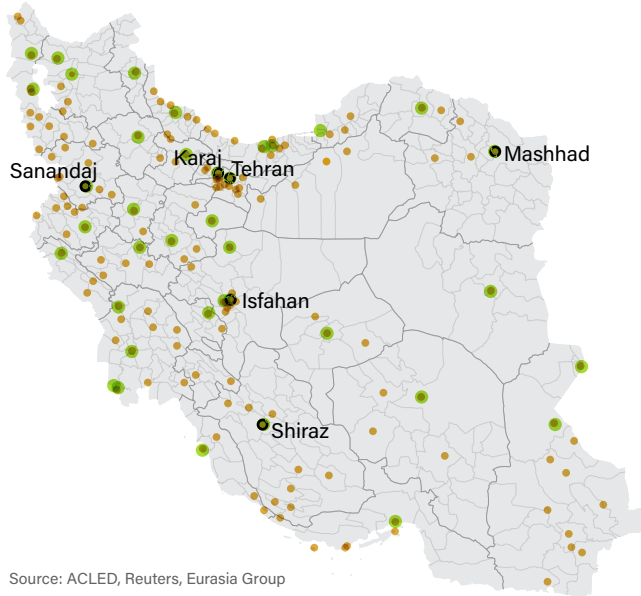 Karaj
Tehran
Mashhad
Sanandaj
Isfahan
Shiraz
Source: ACLED, Reuters, Eurasia Group